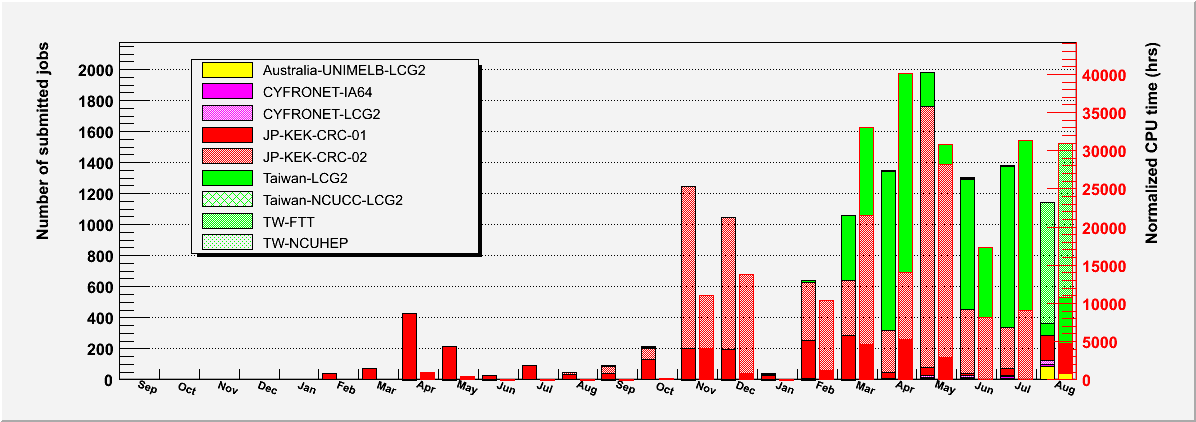 Number of submitted jobs
2000
1800
1600
1400
1200
1000
800
600
400
200
0
Australia-UNIMELB-LCG2
CYFRONET-IA64
CYFRONET-LCG2
JP-KEK-CRC-01
JP-KEK-CRC-02
Taiwan-LCG2
Taiwan-NCUCC-LCG2
TW-FTT
TW-NCUHEP
Sep Oct Nov Dec Jan Feb Mar Apr May Jun Jul Aug Sep Oct Nov Dec Jan Feb Mar Apr May Jun Jul Aug
40000
35000
30000
25000
20000
15000
10000
5000
0
Normalized CPU time (hrs)